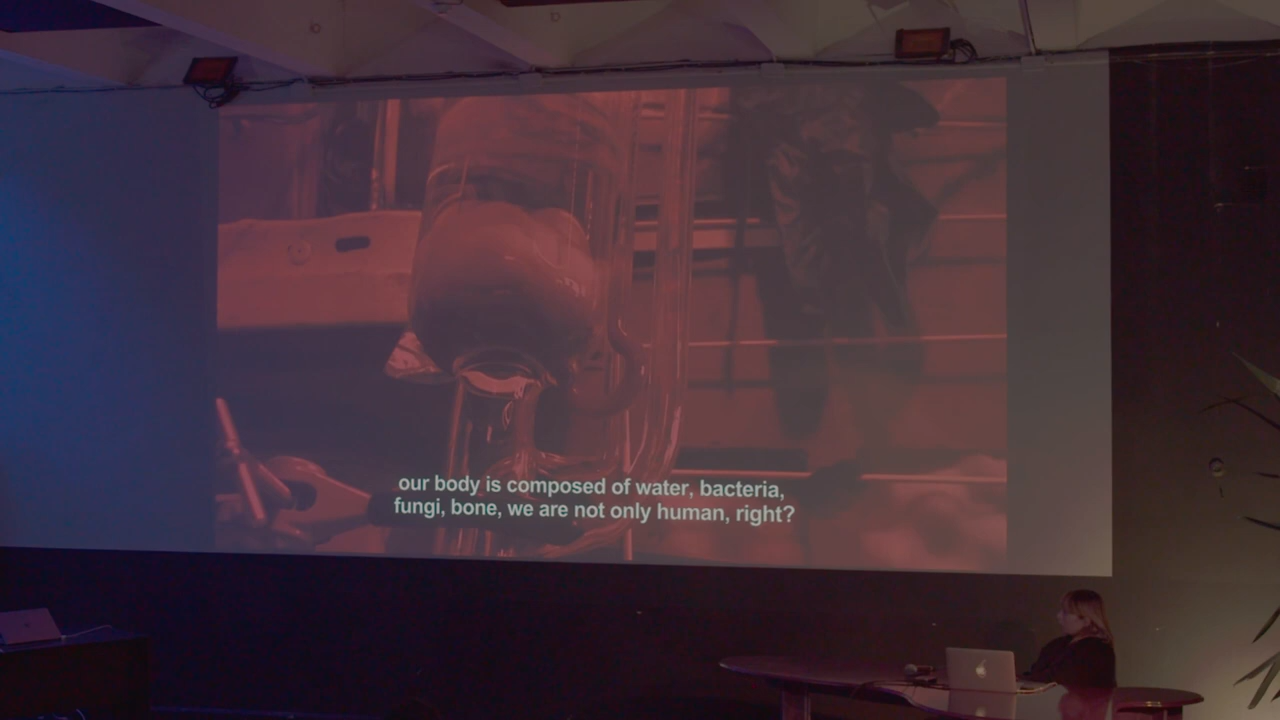 our body is composed of water, bacteria,
fungi, bone, we are not only human, right?